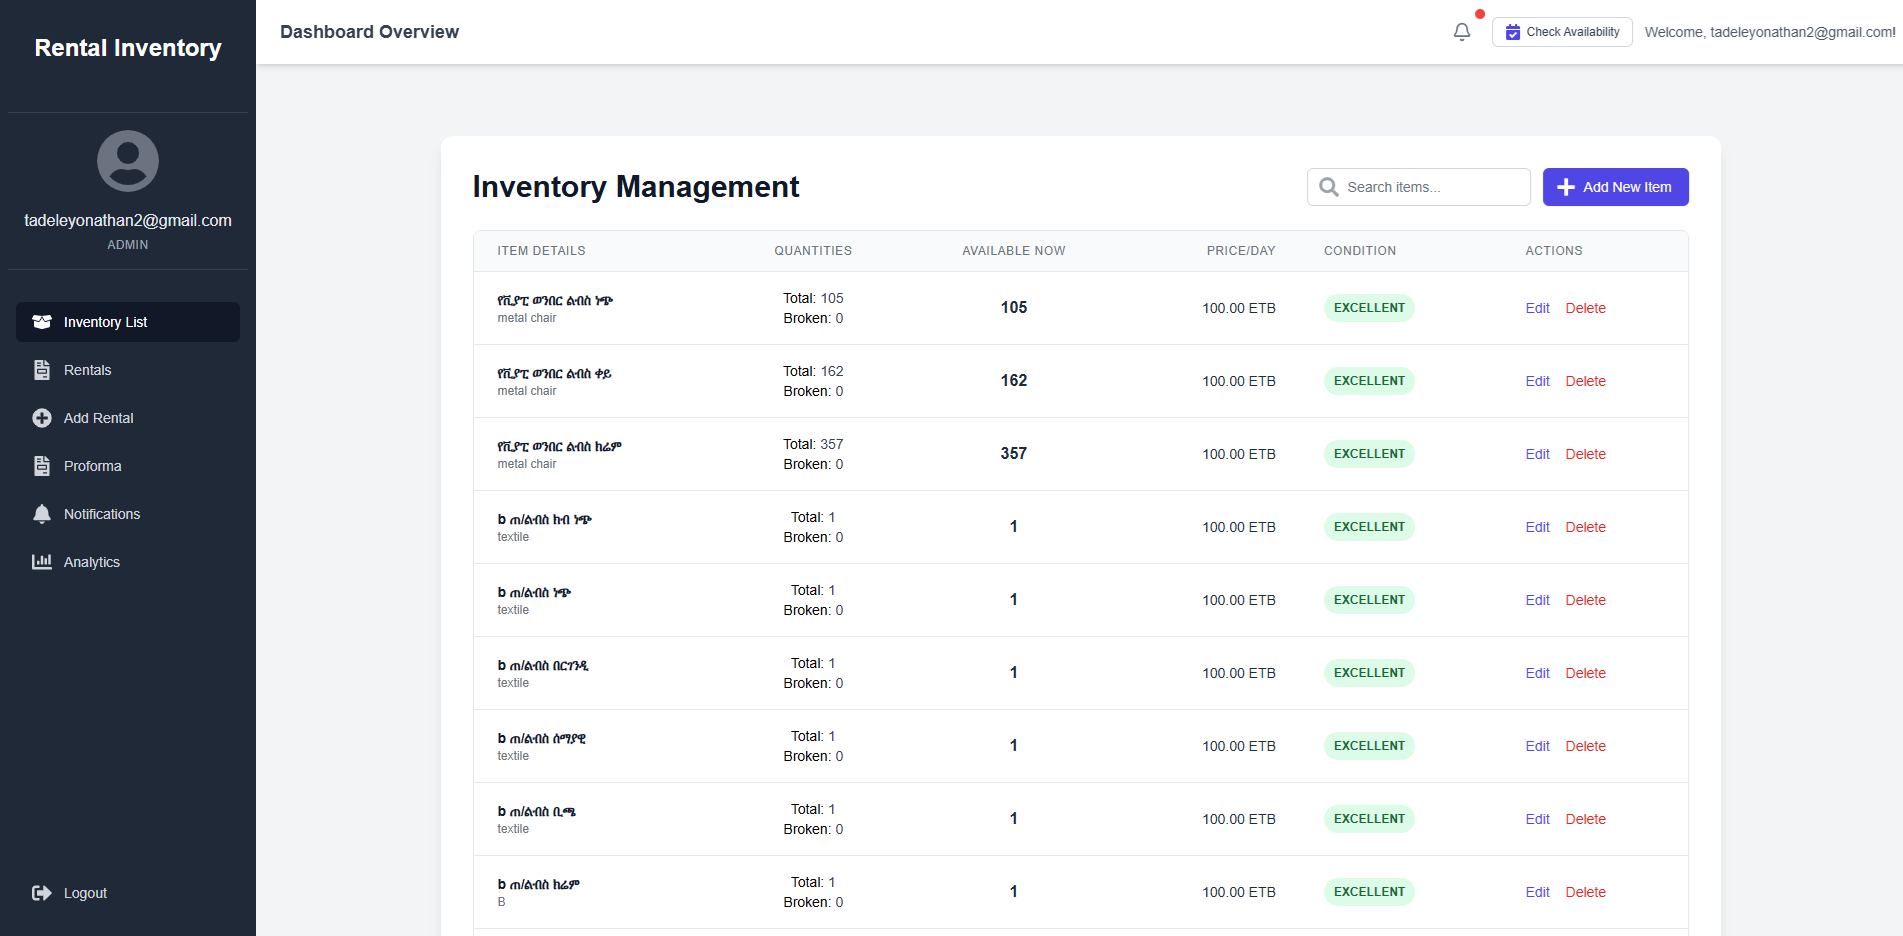 Rental Inventory
Dashboard Overview
Check Availability
Welcome, tadeleyonathan2@gmail.com!
tadeleyonathan2@gmail.com
ADMIN
Inventory List
Rentals
Add Rental
Proforma
Notifications
Analytics
Logout
Inventory Management
Search items...
Add New Item
ITEM DETAILS QUANTITIES AVAILABLE NOW PRICE/DAY CONDITION ACTIONS
የቪያፒ ወንበር ልብስ ነጭ
metal chair
Total: 105
Broken: 0
105
100.00 ETB
EXCELLENT
Edit Delete
የቪያፒ ወንበር ልብስ ቀይ
metal chair
Total: 162
Broken: 0
162
100.00 ETB
EXCELLENT
Edit Delete
የቪያፒ ወንበር ልብስ ክሬም
metal chair
Total: 357
Broken: 0
357
100.00 ETB
EXCELLENT
Edit Delete
b ጠ/ልብስ ክብ ነጭ
textile
Total: 1
Broken: 0
1
100.00 ETB
EXCELLENT
Edit Delete
b ጠ/ልብስ ነጭ
textile
Total: 1
Broken: 0
1
100.00 ETB
EXCELLENT
Edit Delete
b ጠ/ልብስ በርገንዲ
textile
Total: 1
Broken: 0
1
100.00 ETB
EXCELLENT
Edit Delete
b ጠ/ልብስ ሰማያዊ
textile
Total: 1
Broken: 0
1
100.00 ETB
EXCELLENT
Edit Delete
b ጠ/ልብስ ቢጫ
textile
Total: 1
Broken: 0
1
100.00 ETB
EXCELLENT
Edit Delete
b ጠ/ልብስ ክሬም
B
Total: 1
Broken: 0
1
100.00 ETB
EXCELLENT
Edit Delete